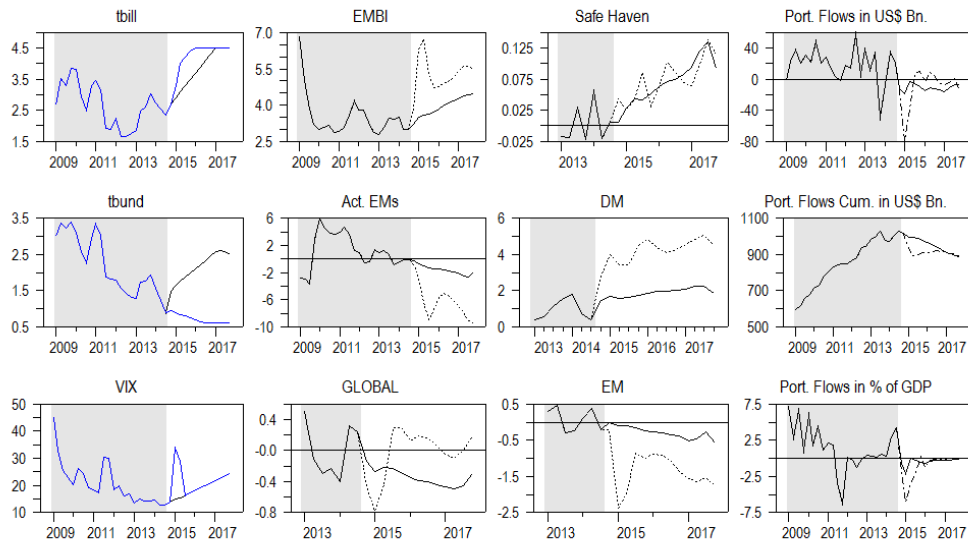 tbill
4.5
3.5
2.5
1.5
2009 2011 2013 2015 2017
EMBI
7.0
5.0
4.0
2.0
2009 2011 2013 2015 2017
Safe Haven
0.125
0.075
0.025
-0.025
2013 2015 2017
Port. Flows in US$ Bn.
40
0
-40
-80
2009 2011 2013 2015 2017
tbund
3.5
2.5
1.5
0.5
2009 2011 2013 2015 2017
Act. EMs
6
2
-2
-6
-10
2009 2011 2013 2015 2017
DM
6
4
2
0
2013 2014 2015 2016 2017
Port. Flows Cum. in US$ Bn.
1100
900
700
500
2009 2011 2013 2015 2017
VIX
50
40
30
20
10
2009 2011 2013 2015 2017
GLOBAL
0.4
-0.0
-0.4
-0.8
2013 2015 2017
EM
0.5
-0.5
-1.5
-2.5
2013 2015 2017
Port. Flows in % of GDP
7.5
2.5
-2.5
-7.5
2009 2011 2013 2015 2017